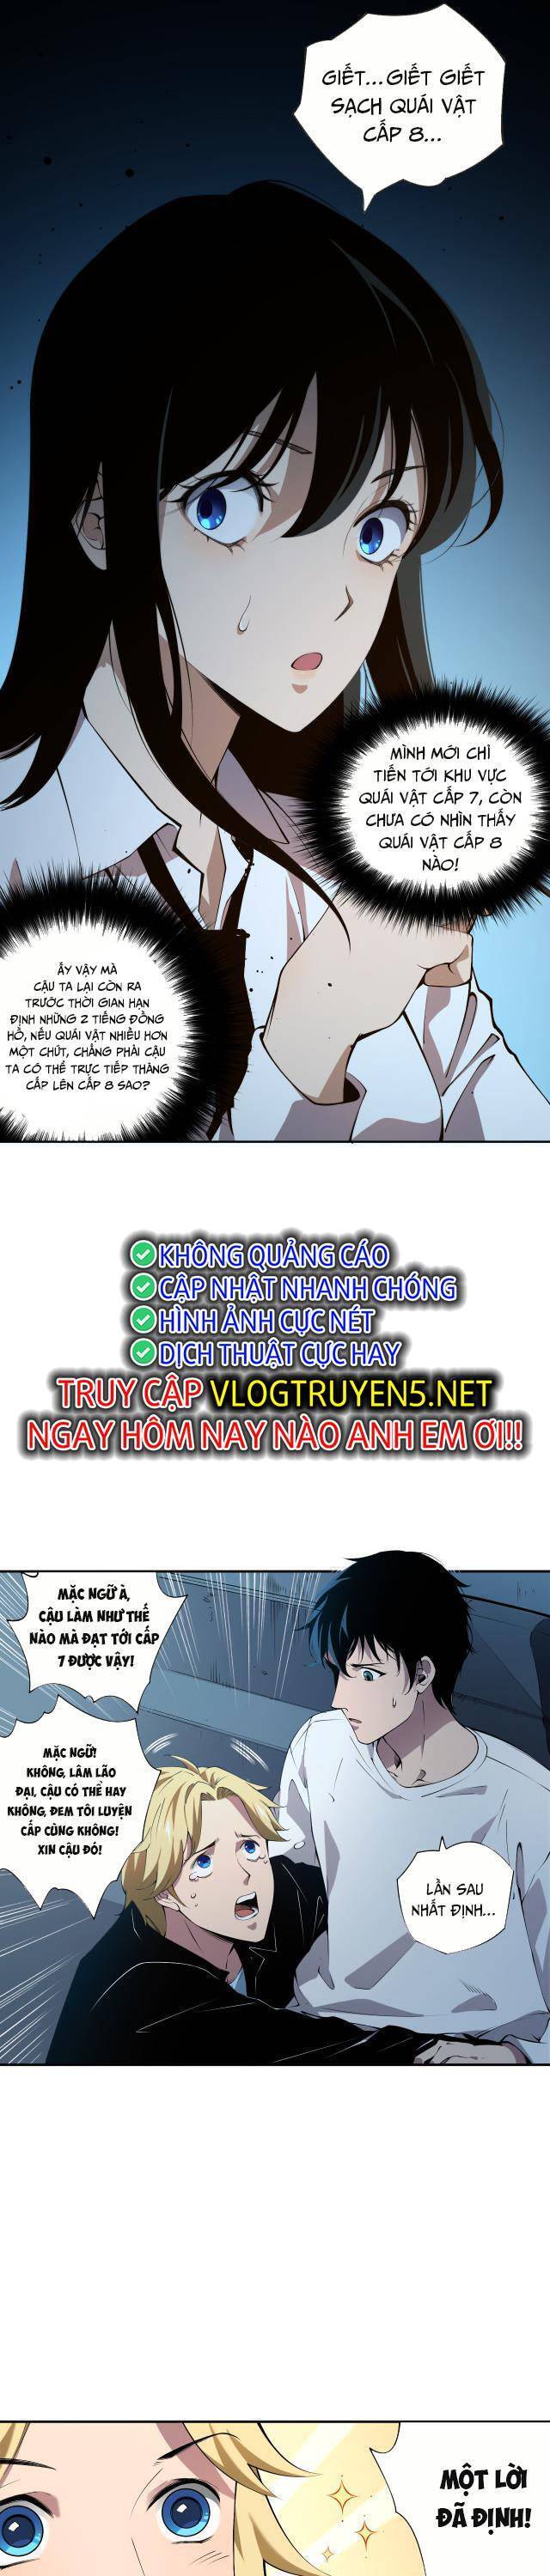 GIẾT...GIẾT GIẾT
SẠCH QUÁI VẬT
CẤP 8...
MÌNH MỚI CHỈ
TIẾN TỚI KHU VỰC
QUÁI VẬT CẤP 7, CÒN
CHƯA CÓ NHÌN THẤY
QUÁI VẬT CẤP 8
NÀO!
ẤY VẬY MÀ
CẬU TA LẠI CÒN RA
TRƯỚC THỜI GIAN HẠN
ĐỊNH NHỮNG 2 TIẾNG ĐỒNG
HỒ, NẾU QUÁI VẬT NHIỀU HƠN
MỘT CHÚT, CHẲNG PHẢI CẬU
TA CÓ THỂ TRỰC TIẾP THĂNG
CẤP LÊN CẤP 8 SAO?
KHÔNG QUẢNG CÁO
CẬP NHẬT NHANH CHÓNG
HÌNH ẢNH CỰC NÉT
DỊCH THUẬT CỰC HAY
TRUY CẬP VLOGTRUYEN5.NET
NGAY HÔM NAY NÀO ANH EM ƠI!!
MẶC NGỮ À,
CẬU LÀM NHƯ THẾ
NÀO MÀ ĐẠT TỚI CẤP
7 ĐƯỢC VẬY!
MẶC NGỮ!
KHÔNG, LÂM LÃO
ĐẠI, CẬU CÓ THỂ HAY
KHÔNG, ĐEM TÔI LUYỆN
CẤP CÙNG KHÔNG!
XIN CẬU ĐÓ!
LẦN SAU
NHẤT ĐỊNH...
MỘT LỜI
ĐÃ ĐỊNH!